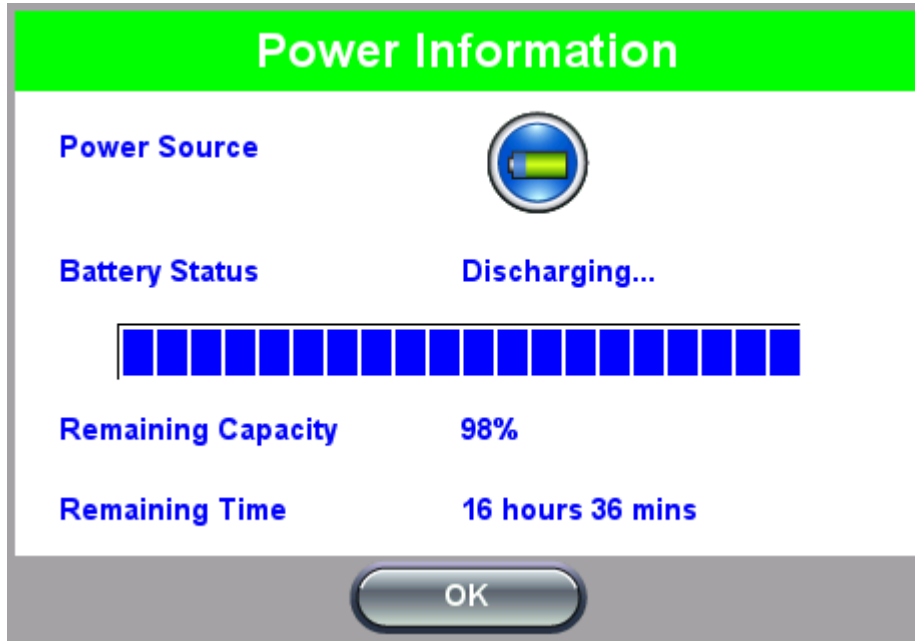 Power Information
Power Source
Battery Status Discharging...
Remaining Capacity 98%
Remaining Time 16 hours 36 mins
OK